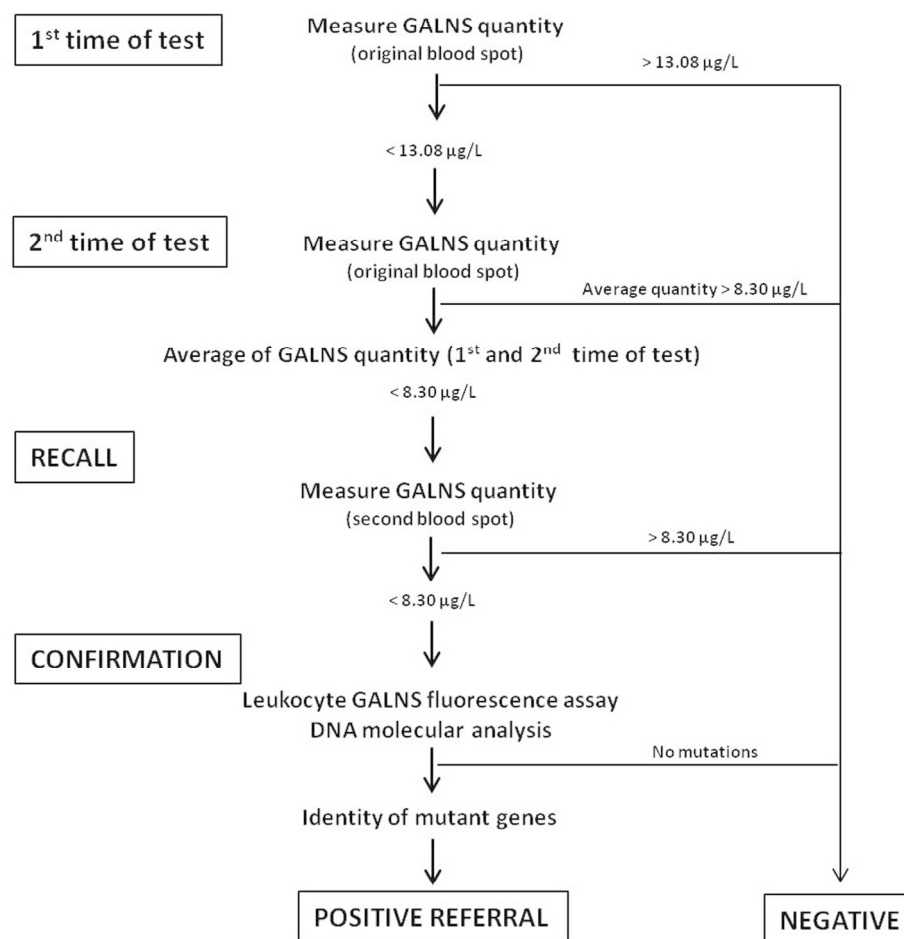 1st time of test
Measure GALNS quantity
(original blood spot)
> 13.08 µg/L
< 13.08 µg/L
2nd time of test
Measure GALNS quantity
(original blood spot)
Average quantity > 8.30 µg/L
Average of GALNS quantity (1st and 2nd time of test)
< 8.30 µg/L
RECALL
Measure GALNS quantity
(second blood spot)
> 8.30 µg/L
< 8.30 µg/L
CONFIRMATION
Leukocyte GALNS fluorescence assay
DNA molecular analysis
No mutations
Identity of mutant genes
POSITIVE REFERRAL
NEGATIVE